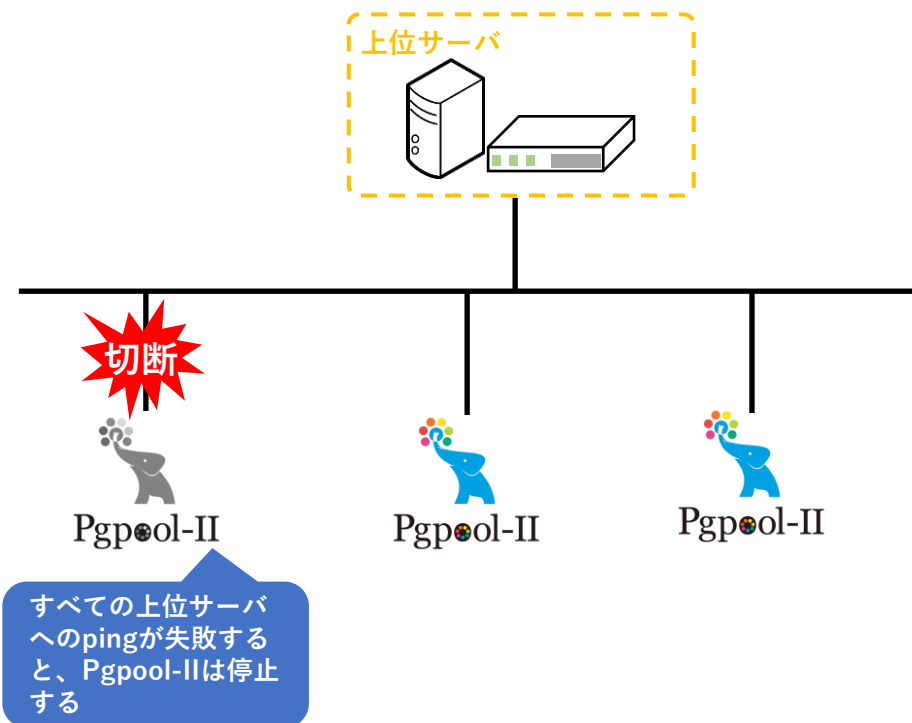 上位サーバ
切断
Pgpool-II
Pgpool-II
Pgpool-II
すべての上位サーバ
へのpingが失敗する
と、Pgpool-IIは停止
する